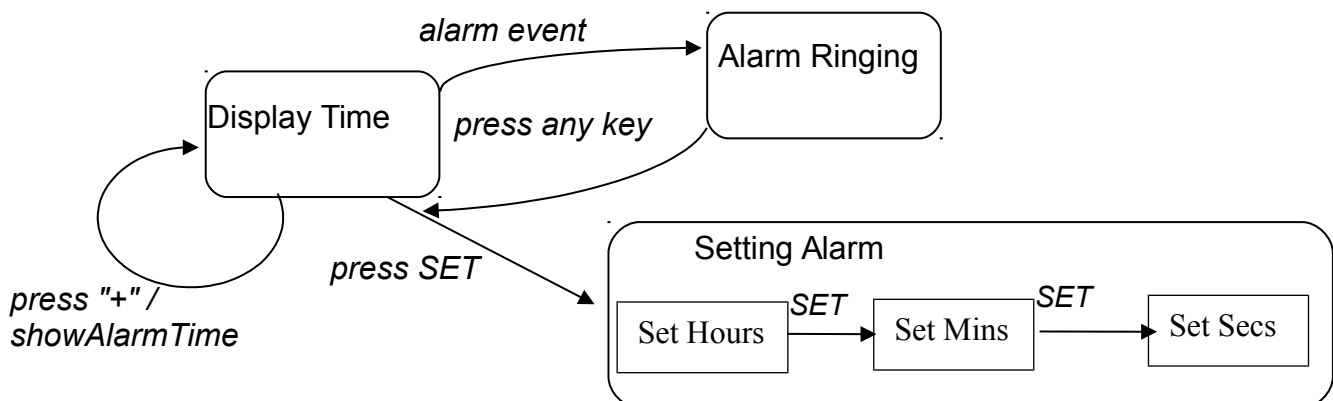 alarm event
Alarm Ringing
Display Time
press any key
Setting Alarm
press SET
press "+" /
showAlarmTime
SET
SET
Set Hours
Set Mins
Set Secs